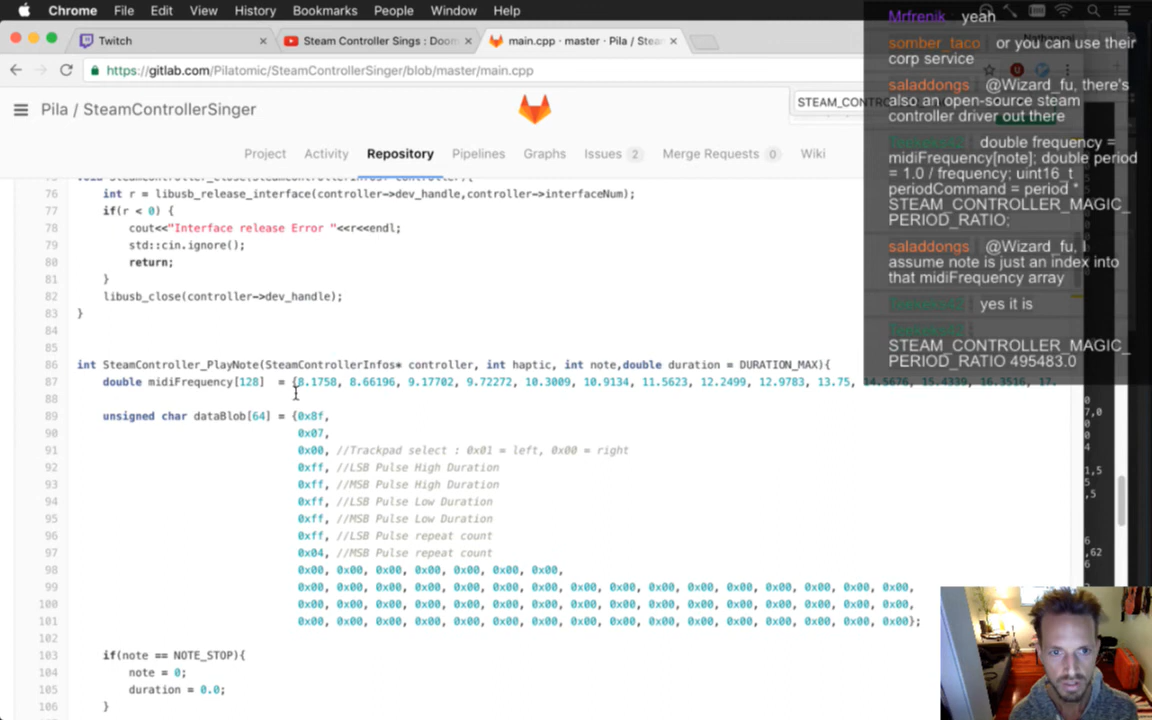 Chrome File Edit View History Bookmarks People Window Help
Twitch
Steam Controller Sings : Doom
main.cpp · master · Pila / Stea
https://gitlab.com/Pilatomic/SteamControllerSinger/blob/master/main.cpp
Pila / SteamControllerSinger
STEAM_CONTRO
Project Activity Repository Pipelines Graphs Issues 2 Merge Requests 0 Wiki
76 int r = libusb_release_interface(controller->dev_handle,controller->interfaceNum);
77 if(r < 0) {
78 cout<<"Interface release Error "<<r<<endl;
79 std::cin.ignore();
80 return;
81 }
82 libusb_close(controller->dev_handle);
83 }
84
85
86 int SteamController_PlayNote(SteamControllerInfos* controller, int haptic, int note,double duration = DURATION_MAX){
87 double midiFrequency[128] = {8.1758, 8.66196, 9.17702, 9.72272, 10.3009, 10.9134, 11.5623, 12.2499, 12.9783, 13.75, 14.5676, 15.4339, 16.3516, 17.
88
89 unsigned char dataBlob[64] = {0x8f,
90 0x07,
91 0x00, //Trackpad select : 0x01 = left, 0x00 = right
92 0xff, //LSB Pulse High Duration
93 0xff, //MSB Pulse High Duration
94 0xff, //LSB Pulse Low Duration
95 0xff, //MSB Pulse Low Duration
96 0xff, //LSB Pulse repeat count
97 0x04, //MSB Pulse repeat count
98 0x00, 0x00, 0x00, 0x00, 0x00, 0x00, 0x00,
99 0x00, 0x00, 0x00, 0x00, 0x00, 0x00, 0x00, 0x00, 0x00, 0x00, 0x00, 0x00, 0x00, 0x00, 0x00, 0x00,
100 0x00, 0x00, 0x00, 0x00, 0x00, 0x00, 0x00, 0x00, 0x00, 0x00, 0x00, 0x00, 0x00, 0x00, 0x00, 0x00,
101 0x00, 0x00, 0x00, 0x00, 0x00, 0x00, 0x00, 0x00, 0x00, 0x00, 0x00, 0x00, 0x00, 0x00, 0x00, 0x00};
102
103 if(note == NOTE_STOP){
104 note = 0;
105 duration = 0.0;
106 }
Mrfrenik yeah
somber_taco or you can use their
corp service
saladdongs @Wizard_fu, there's
also an open-source steam
controller driver out there
double frequency =
midiFrequency[note]; double period
= 1.0 / frequency; uint16_t
periodCommand = period *
STEAM_CONTROLLER_MAGIC_
PERIOD_RATIO;
saladdongs @Wizard_fu, I
assume note is just an index into
that midiFrequency array
yes it is
STEAM_CONTROLLER_MAGIC_
PERIOD_RATIO 495483.0